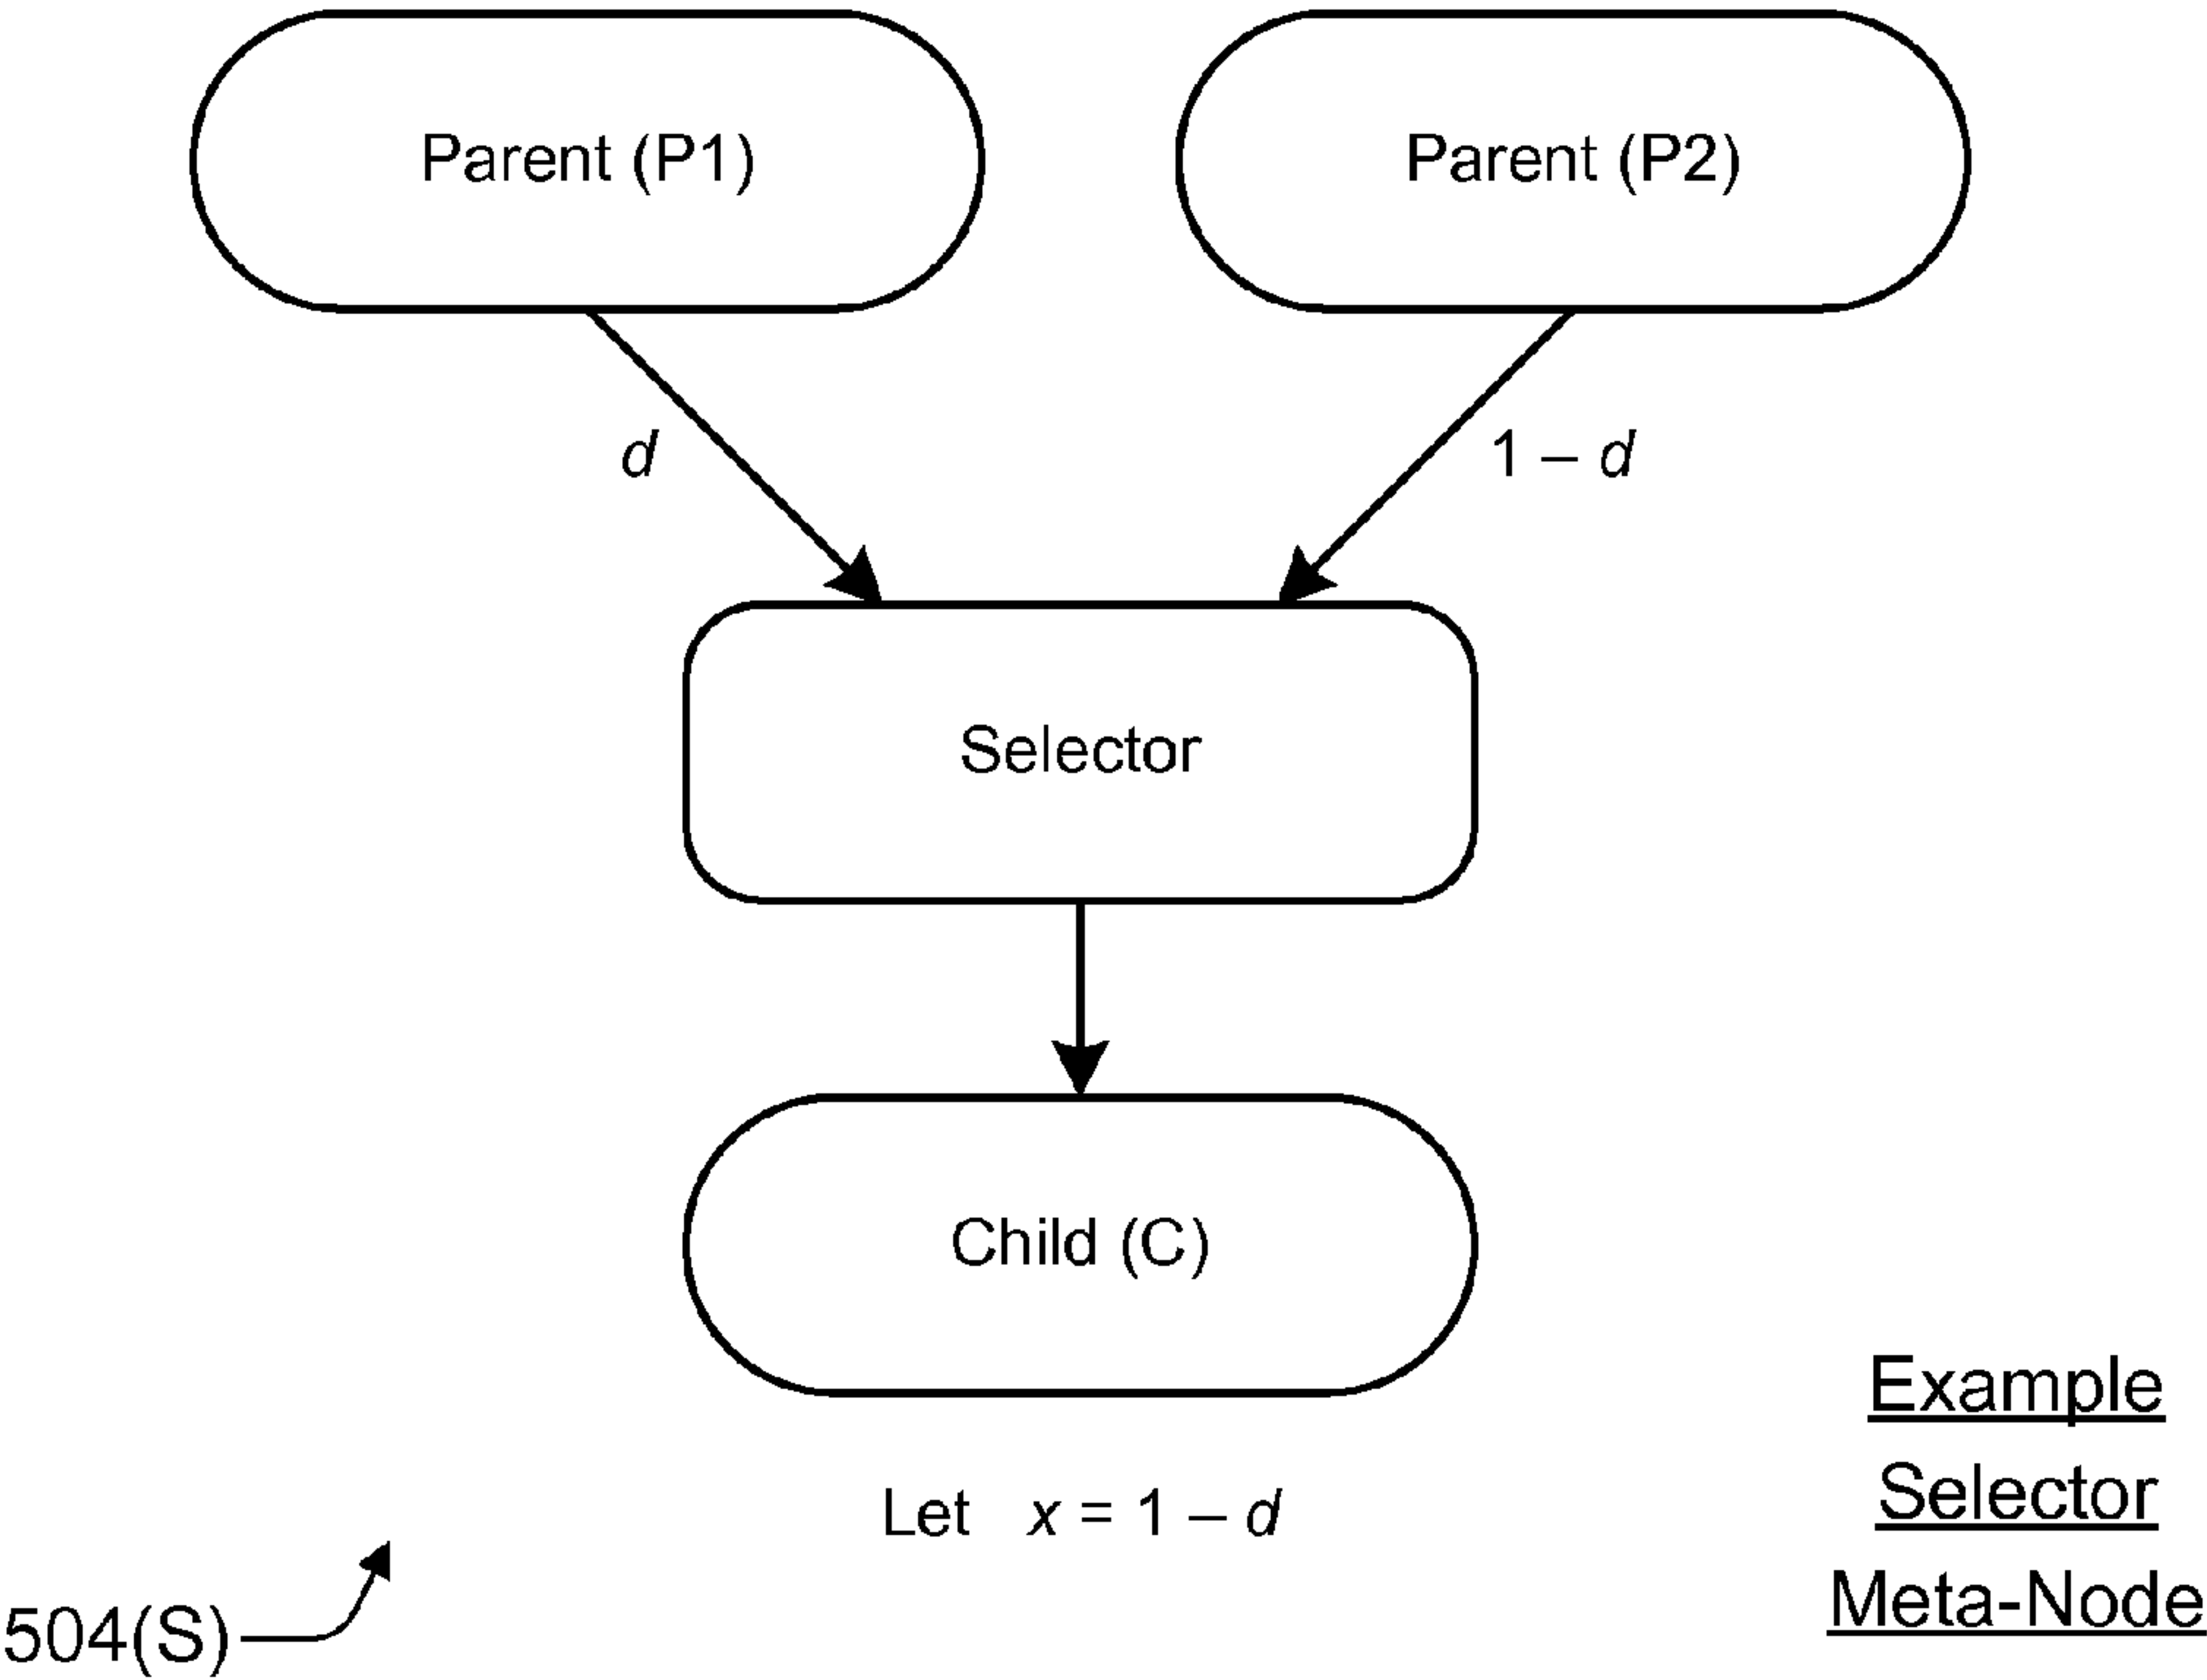 Parent (P1)
Parent (P2)
d
1 – d
Selector
Child (C)
Let x = 1 – d
Example
Selector
Meta-Node
504(S)